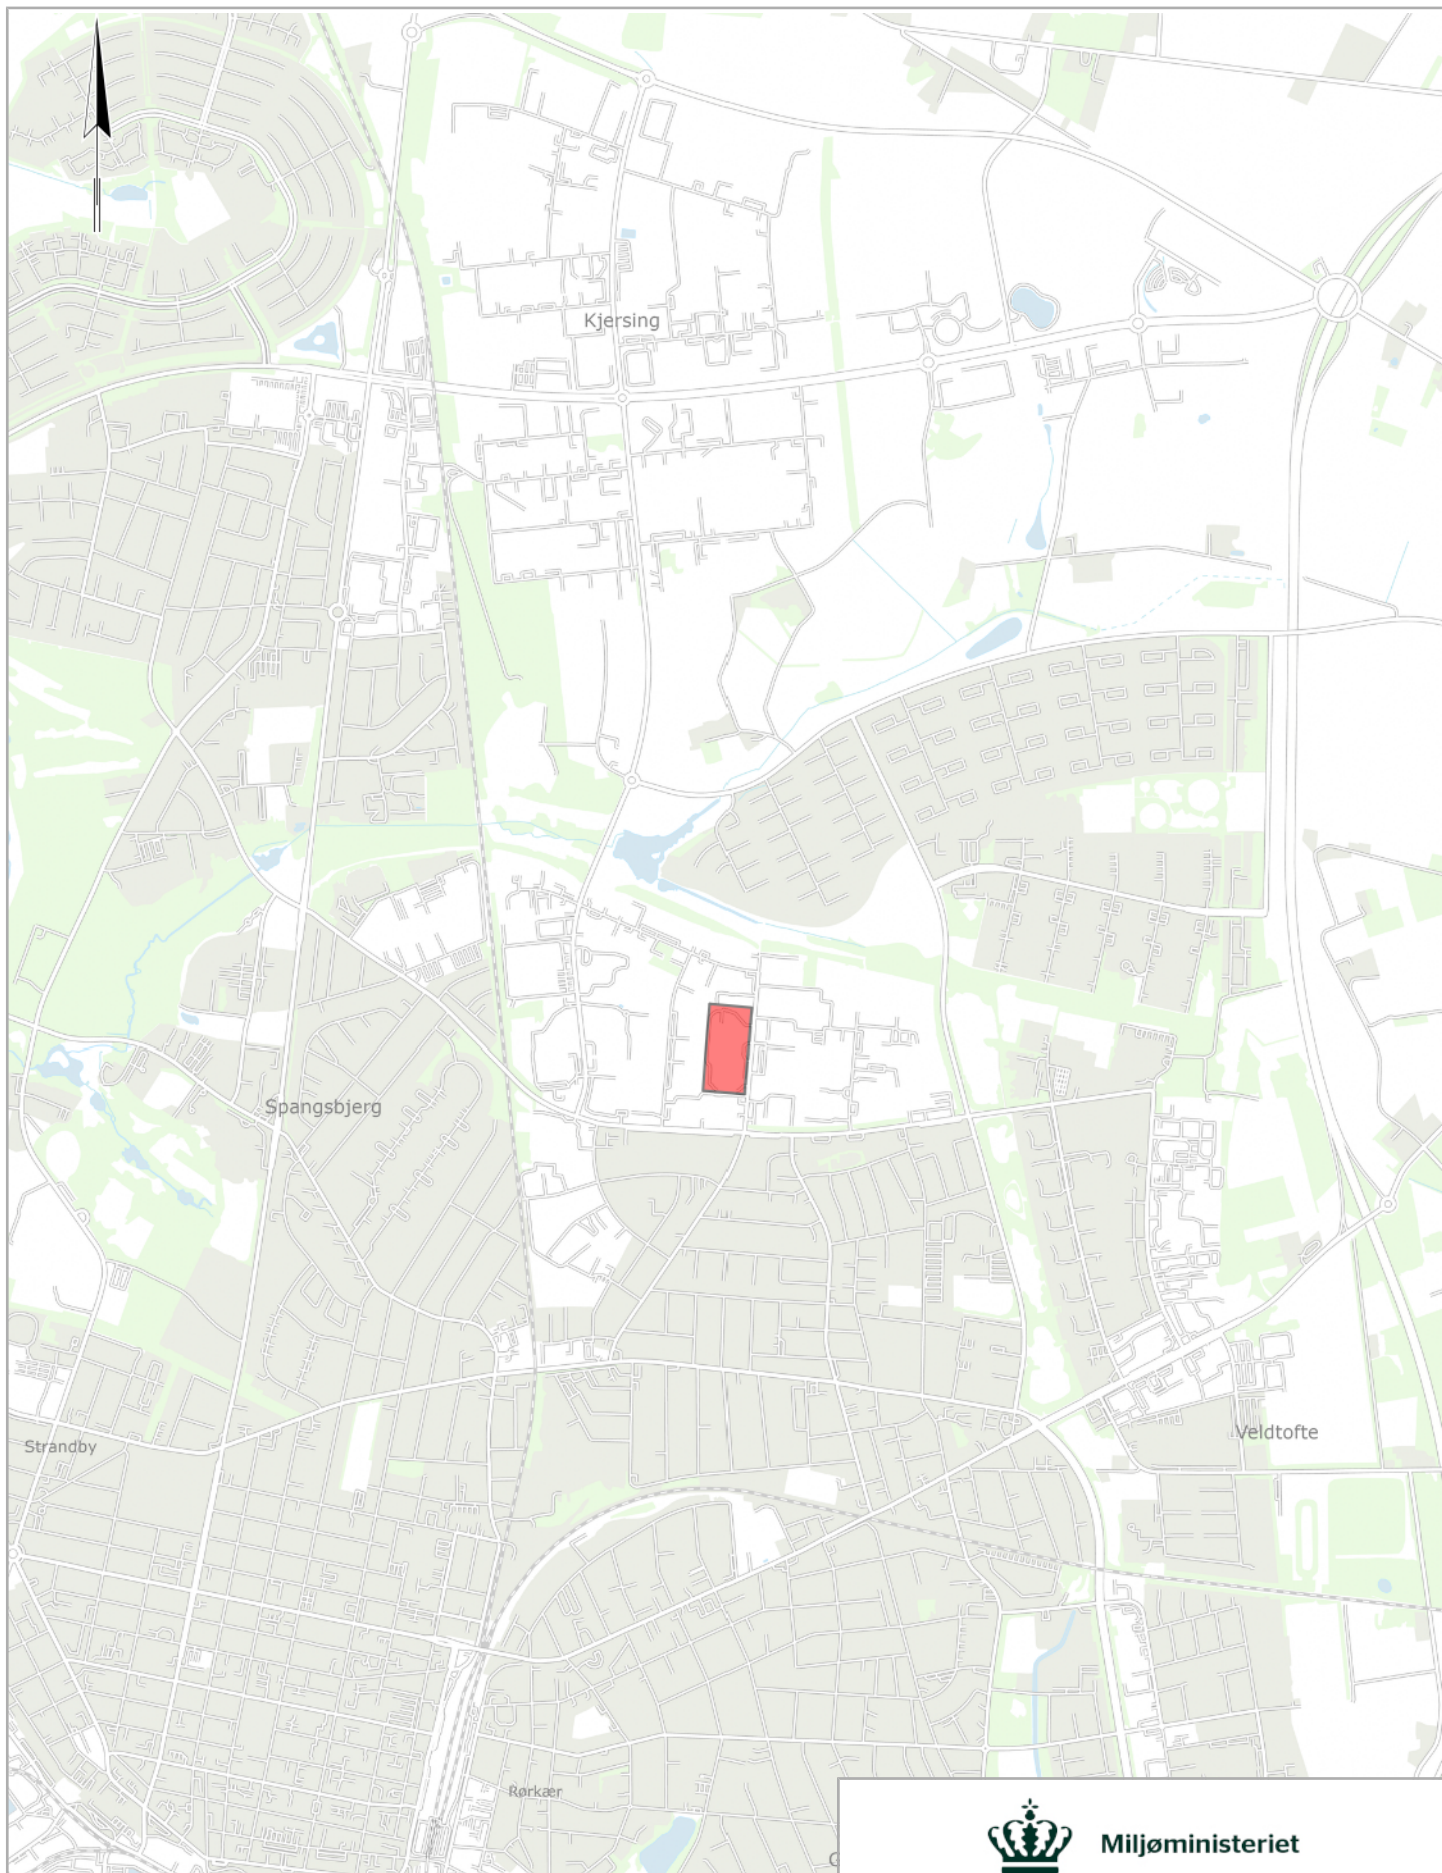 Kjersing
Spangsbjerg
Veldtofte
Strandby
Rørkær
G
Miljøministeriet